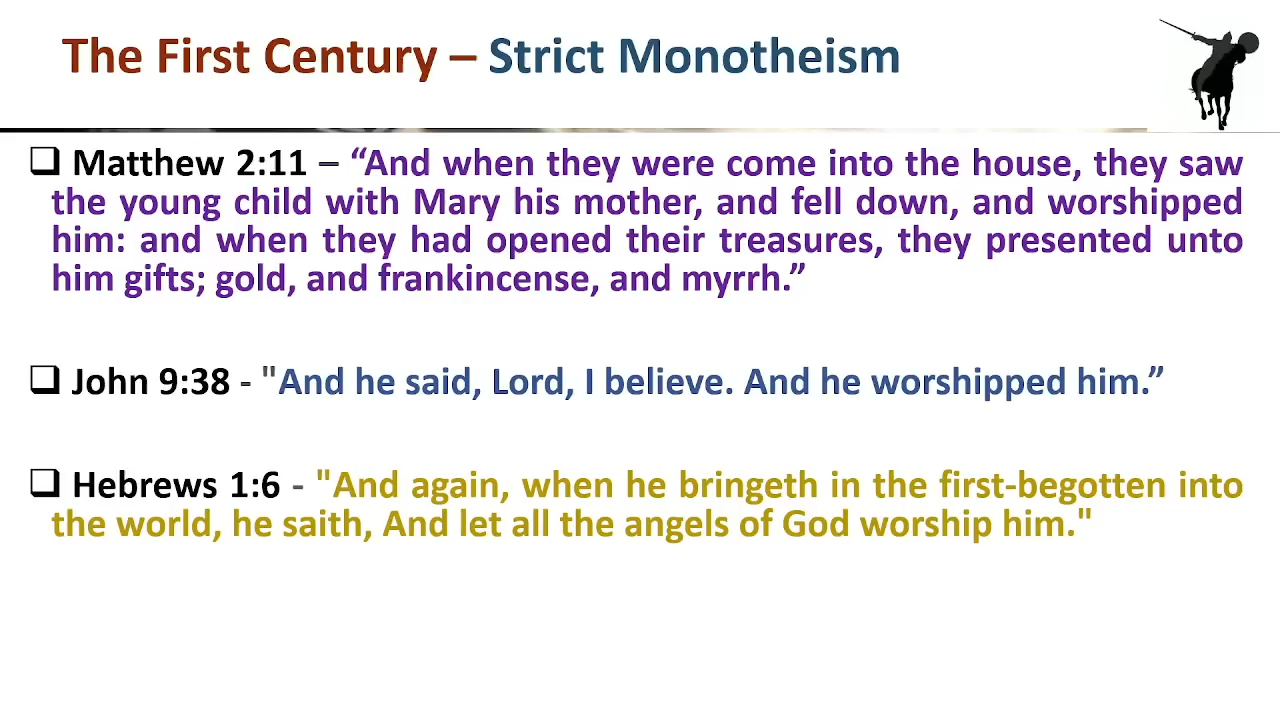 The First Century – Strict Monotheism
❑ Matthew 2:11 – “And when they were come into the house, they saw
the young child with Mary his mother, and fell down, and worshipped
him: and when they had opened their treasures, they presented unto
him gifts; gold, and frankincense, and myrrh.”
❑ John 9:38 - "And he said, Lord, I believe. And he worshipped him.”
❑ Hebrews 1:6 - "And again, when he bringeth in the first-begotten into
the world, he saith, And let all the angels of God worship him."